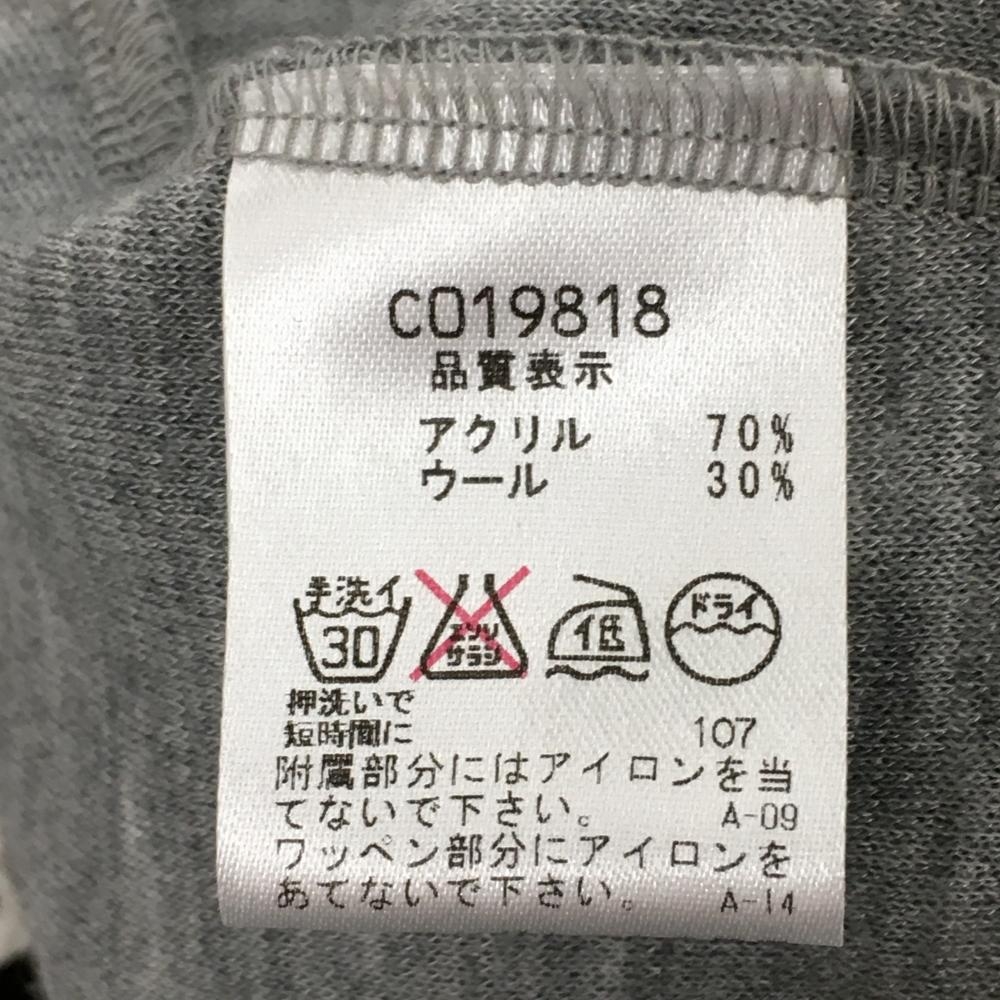 CO19818
品質表示
アクリル 70%
ウール 30%
手洗イ
30
エンソ
サラシ
低
ドライ
押洗いで
短時間に
107
附属部分にはアイロンを当
てないで下さい。 A-09
ワッペン部分にアイロンを
あてないで下さい。 A-14